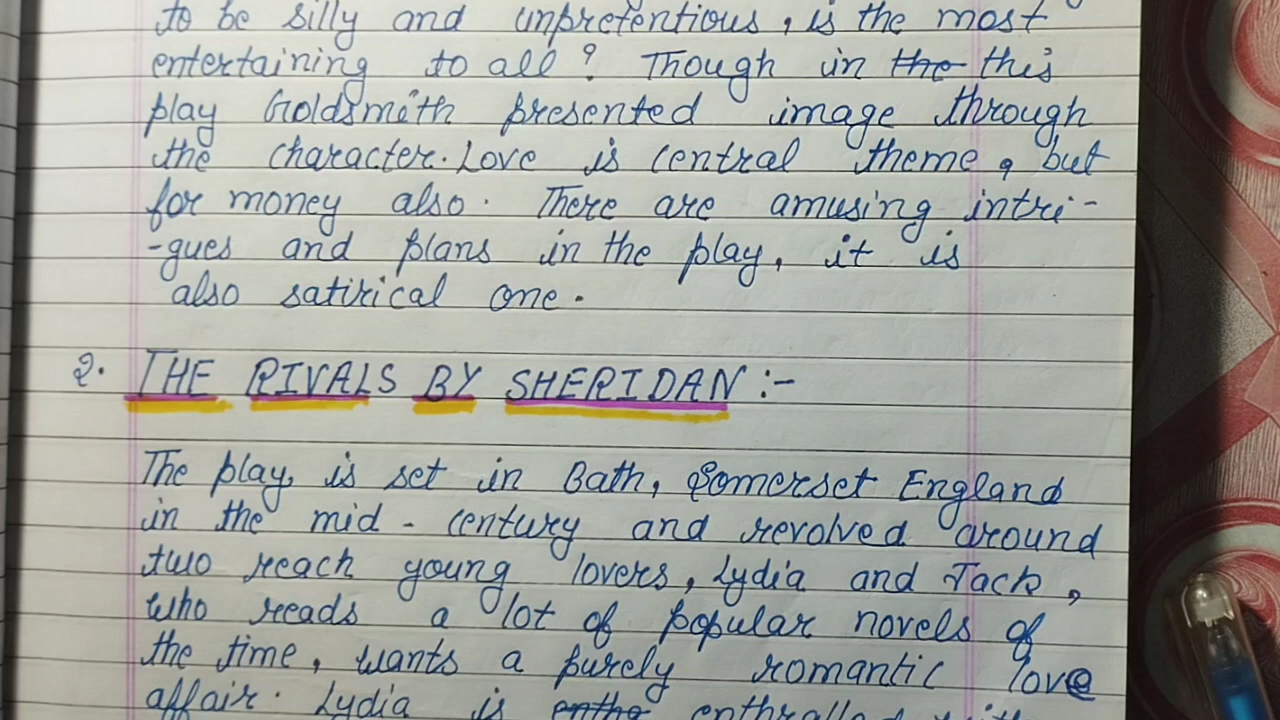 to be silly and unpretentious, is the most
entertaining to all? Though in the this
play Goldsmith presented image through
the character. Love is central theme, but
for money also. There are amusing intri-
-gues and plans in the play, it is
also satirical one.
2. THE RIVALS BY SHERIDAN :-
The play, is set in Bath, Somerset England
in the mid - century and revolved around
two reach young lovers, Lydia and Jack,
who reads a lot of popular novels of
the time, wants a purely romantic love
affair. Lydia is entha enthralled with